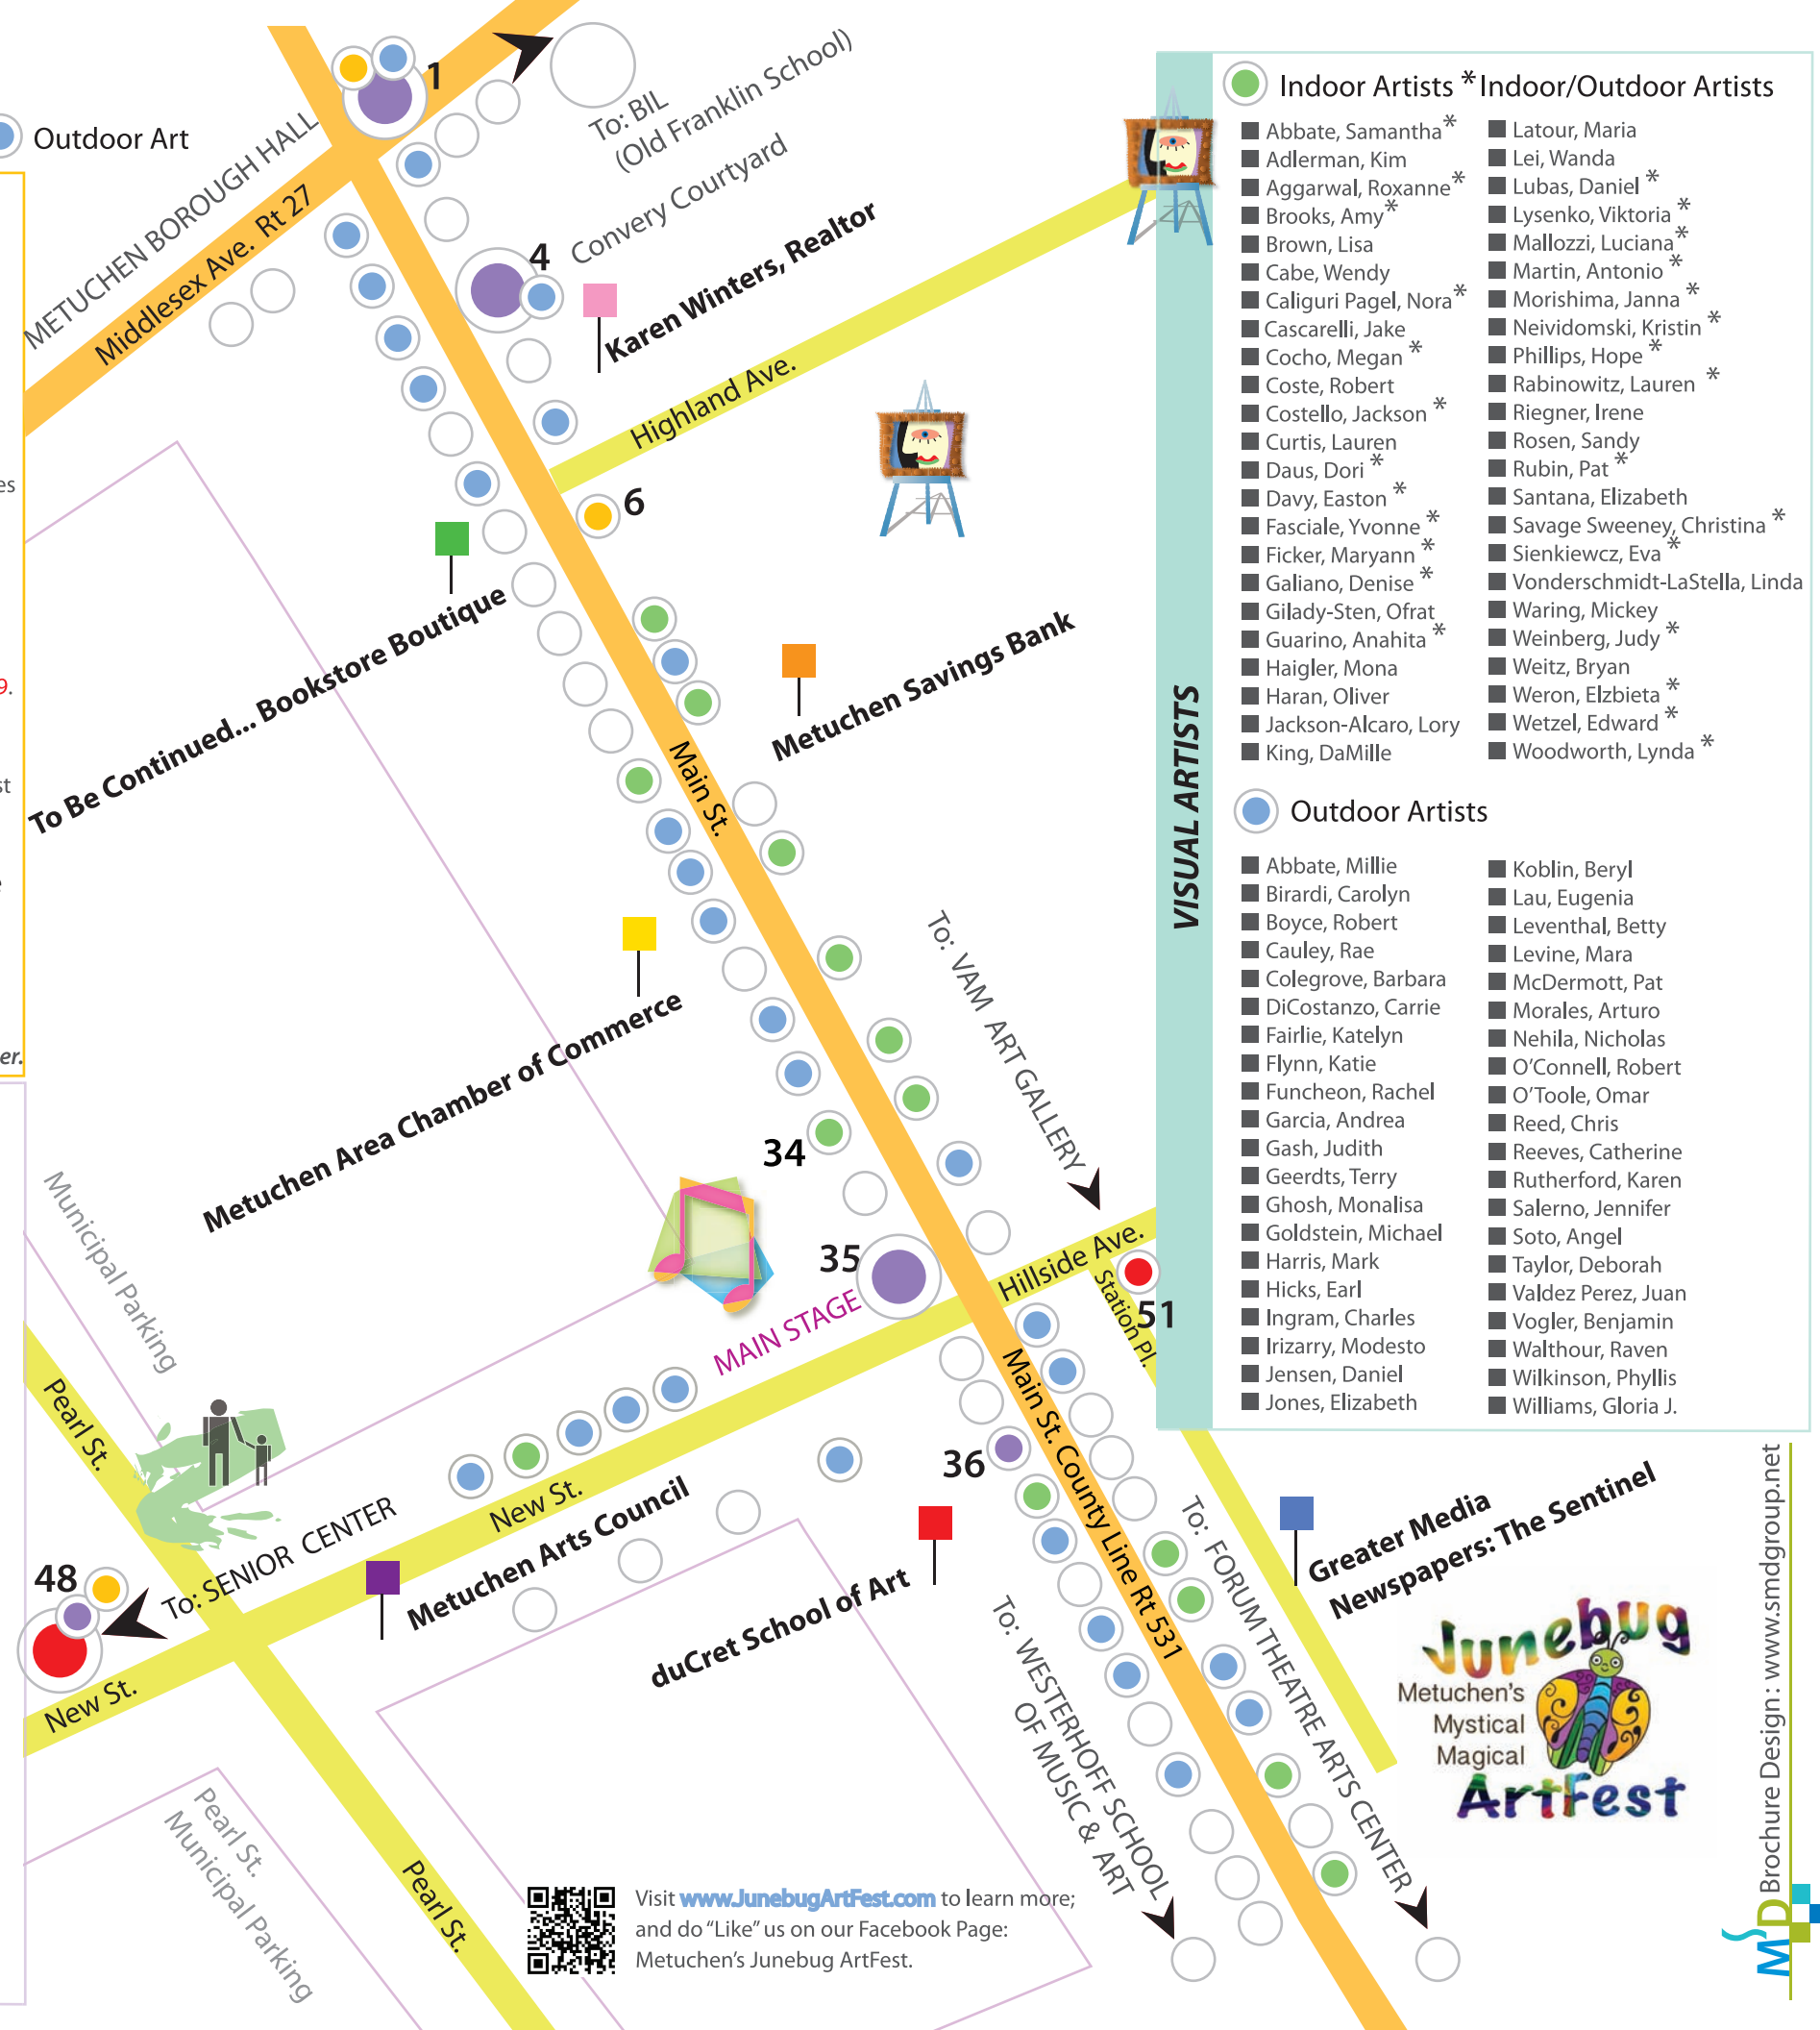 Outdoor Art
1
METUCHEN BOROUGH HALL
Middlesex Ave. Rt 27
To: BIL
(Old Franklin School)
4
Convery Courtyard
Karen Winters, Realtor
Highland Ave.
6
es
9.
st
e
er.
To Be Continued... Bookstore Boutique
Metuchen Savings Bank
Main St.
Metuchen Area Chamber of Commerce
To: VAM ART GALLERY
34
35
MAIN STAGE
Hillside Ave.
51
Station Pl.
Municipal Parking
Pearl St.
36
Main St. County Line Rt 531
48
To: SENIOR CENTER
New St.
Metuchen Arts Council
New St.
duCret School of Art
To: WESTERHOFF SCHOOL
OF MUSIC & ART
To: FORUM THEATRE ARTS CENTER
Greater Media
Newspapers: The Sentinel
Pearl St.
Municipal Parking
Pearl St.
Visit www.JunebugArtFest.com to learn more;
and do “Like” us on our Facebook Page:
Metuchen's Junebug ArtFest.
VISUAL ARTISTS
Indoor Artists * Indoor/Outdoor Artists
Abbate, Samantha *
Adlerman, Kim
Aggarwal, Roxanne *
Brooks, Amy *
Brown, Lisa
Cabe, Wendy
Caliguri Pagel, Nora *
Cascarelli, Jake
Cocho, Megan *
Coste, Robert
Costello, Jackson *
Curtis, Lauren
Daus, Dori *
Davy, Easton *
Fasciale, Yvonne *
Ficker, Maryann *
Galiano, Denise *
Gilady-Sten, Ofrat
Guarino, Anahita *
Haigler, Mona
Haran, Oliver
Jackson-Alcaro, Lory
King, DaMille
Latour, Maria
Lei, Wanda
Lubas, Daniel *
Lysenko, Viktoria *
Mallozzi, Luciana *
Martin, Antonio *
Morishima, Janna *
Neividomski, Kristin *
Phillips, Hope *
Rabinowitz, Lauren *
Riegner, Irene
Rosen, Sandy
Rubin, Pat *
Santana, Elizabeth
Savage Sweeney, Christina *
Sienkiewcz, Eva *
Vonderschmidt-LaStella, Linda
Waring, Mickey
Weinberg, Judy *
Weitz, Bryan
Weron, Elzbieta *
Wetzel, Edward *
Woodworth, Lynda *
Outdoor Artists
Abbate, Millie
Birardi, Carolyn
Boyce, Robert
Cauley, Rae
Colegrove, Barbara
DiCostanzo, Carrie
Fairlie, Katelyn
Flynn, Katie
Funcheon, Rachel
Garcia, Andrea
Gash, Judith
Geerdts, Terry
Ghosh, Monalisa
Goldstein, Michael
Harris, Mark
Hicks, Earl
Ingram, Charles
Irizarry, Modesto
Jensen, Daniel
Jones, Elizabeth
Koblin, Beryl
Lau, Eugenia
Leventhal, Betty
Levine, Mara
McDermott, Pat
Morales, Arturo
Nehila, Nicholas
O'Connell, Robert
O'Toole, Omar
Reed, Chris
Reeves, Catherine
Rutherford, Karen
Salerno, Jennifer
Soto, Angel
Taylor, Deborah
Valdez Perez, Juan
Vogler, Benjamin
Walthour, Raven
Wilkinson, Phyllis
Williams, Gloria J.
Junebug
Metuchen's
Mystical
Magical
ArtFest
Brochure Design : www.smdgroup.net